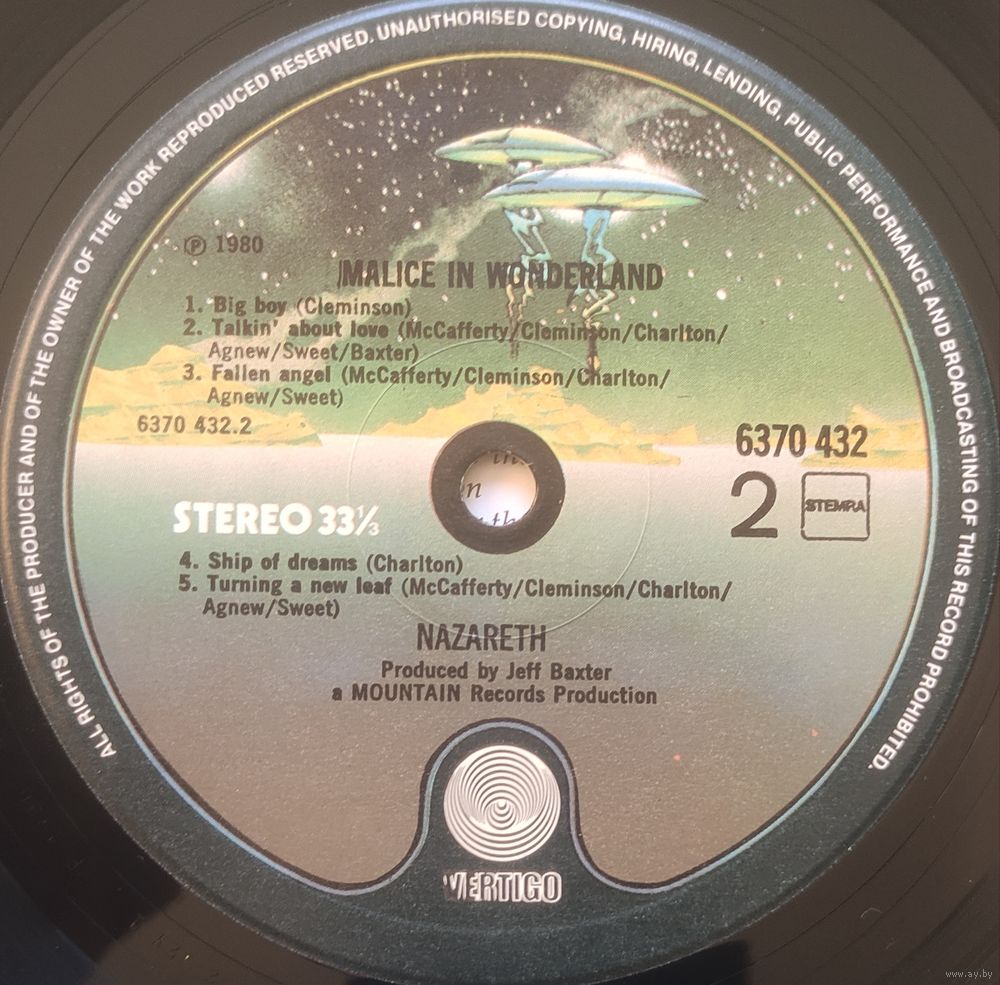 ALL RIGHTS OF THE PRODUCER AND OF THE OWNER OF THE WORK REPRODUCED RESERVED. UNAUTHORISED COPYING, HIRING, LENDING, PUBLIC PERFORMANCE AND BROADCASTING OF THIS RECORD PROHIBITED.
℗ 1980
MALICE IN WONDERLAND
1. Big boy (Cleminson)
2. Talkin' about love (McCafferty/Cleminson/Charlton/
Agnew/Sweet/Baxter)
3. Fallen angel (McCafferty/Cleminson/Charlton/
Agnew/Sweet)
6370 432.2
6370 432
2
STEMRA
STEREO 33⅓
4. Ship of dreams (Charlton)
5. Turning a new leaf (McCafferty/Cleminson/Charlton/
Agnew/Sweet)
NAZARETH
Produced by Jeff Baxter
a MOUNTAIN Records Production
VERTIGO
www.ay.by